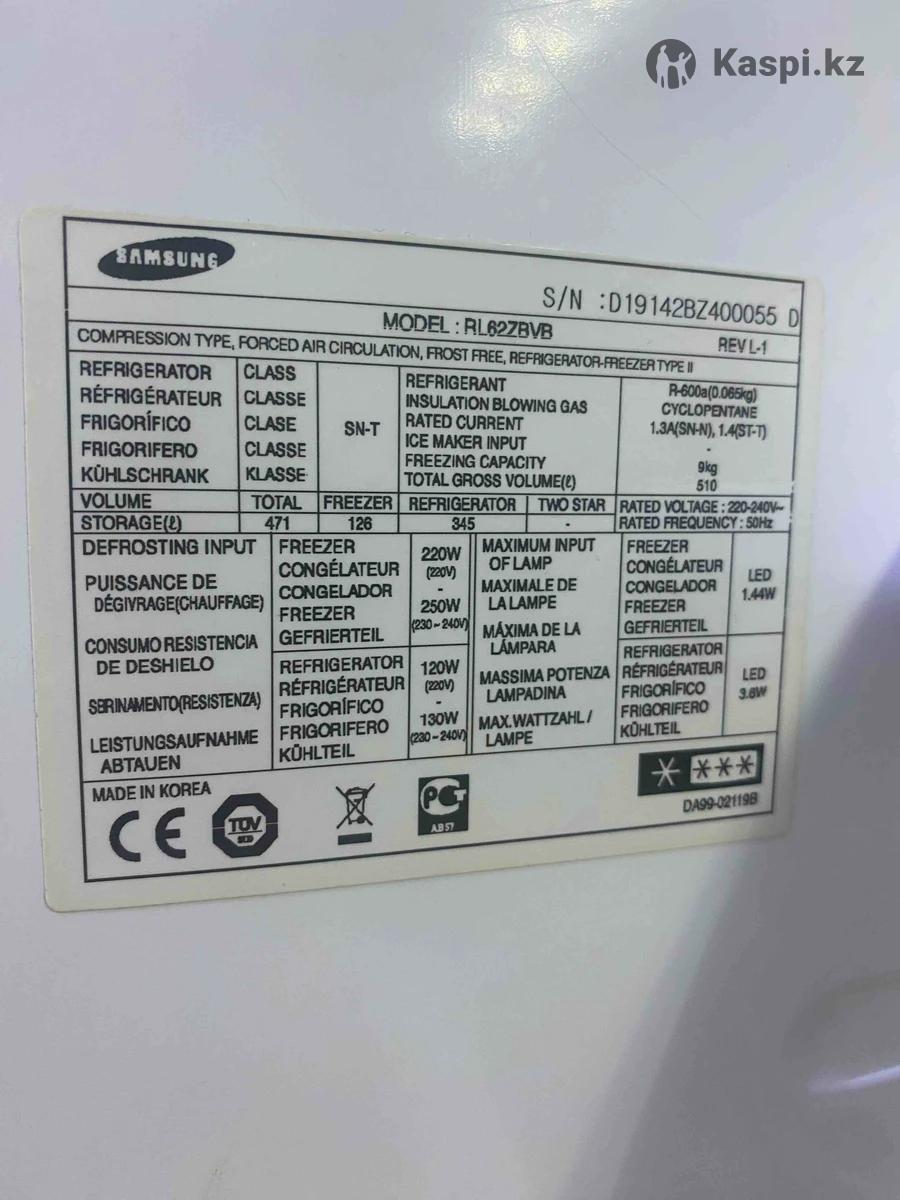 Kaspi.kz
SAMSUNG
S/N :D19142BZ400055 D
MODEL : RL62ZBVB
REV L-1
COMPRESSION TYPE, FORCED AIR CIRCULATION, FROST FREE, REFRIGERATOR-FREEZER TYPE II
REFRIGERATOR CLASS
RÉFRIGÉRATEUR CLASSE
FRIGORÍFICO CLASE
FRIGORIFERO CLASSE
KÜHLSCHRANK KLASSE
SN-T
REFRIGERANT R-600a(0.065kg)
INSULATION BLOWING GAS CYCLOPENTANE
RATED CURRENT 1.3A(SN-N), 1.4(ST-T)
ICE MAKER INPUT -
FREEZING CAPACITY 9kg
TOTAL GROSS VOLUME(ℓ) 510
VOLUME TOTAL FREEZER REFRIGERATOR TWO STAR RATED VOLTAGE : 220-240V~
STORAGE(ℓ) 471 126 345 - RATED FREQUENCY : 50Hz
DEFROSTING INPUT
PUISSANCE DE
DÉGIVRAGE(CHAUFFAGE)
CONSUMO RESISTENCIA
DE DESHIELO
SBRINAMENTO(RESISTENZA)
LEISTUNGSAUFNAHME
ABTAUEN
FREEZER
CONGÉLATEUR
CONGELADOR
FREEZER
GEFRIERTEIL
220W
(220V)
-
250W
(230~240V)
REFRIGERATOR
RÉFRIGÉRATEUR
FRIGORÍFICO
FRIGORIFERO
KÜHLTEIL
120W
(220V)
-
130W
(230~240V)
MAXIMUM INPUT
OF LAMP
MAXIMALE DE
LA LAMPE
MÁXIMA DE LA
LÁMPARA
MASSIMA POTENZA
LAMPADINA
MAX.WATTZAHL /
LAMPE
FREEZER
CONGÉLATEUR
CONGELADOR
FREEZER
GEFRIERTEIL
LED
1.44W
REFRIGERATOR
RÉFRIGÉRATEUR
FRIGORÍFICO
FRIGORIFERO
KÜHLTEIL
LED
3.6W
MADE IN KOREA
CE
TÜV
PCT
АВ57
DA99-02119B